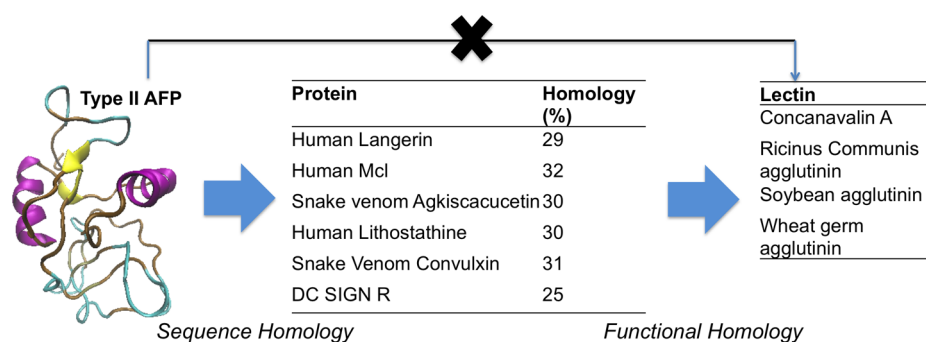 Type II AFP
Protein Homology
(%)
Human Langerin 29
Human Mcl 32
Snake venom Agkiscacucetin 30
Human Lithostathine 30
Snake Venom Convulxin 31
DC SIGN R 25
Lectin
Concanavalin A
Ricinus Communis
agglutinin
Soybean agglutinin
Wheat germ
agglutinin
Sequence Homology
Functional Homology